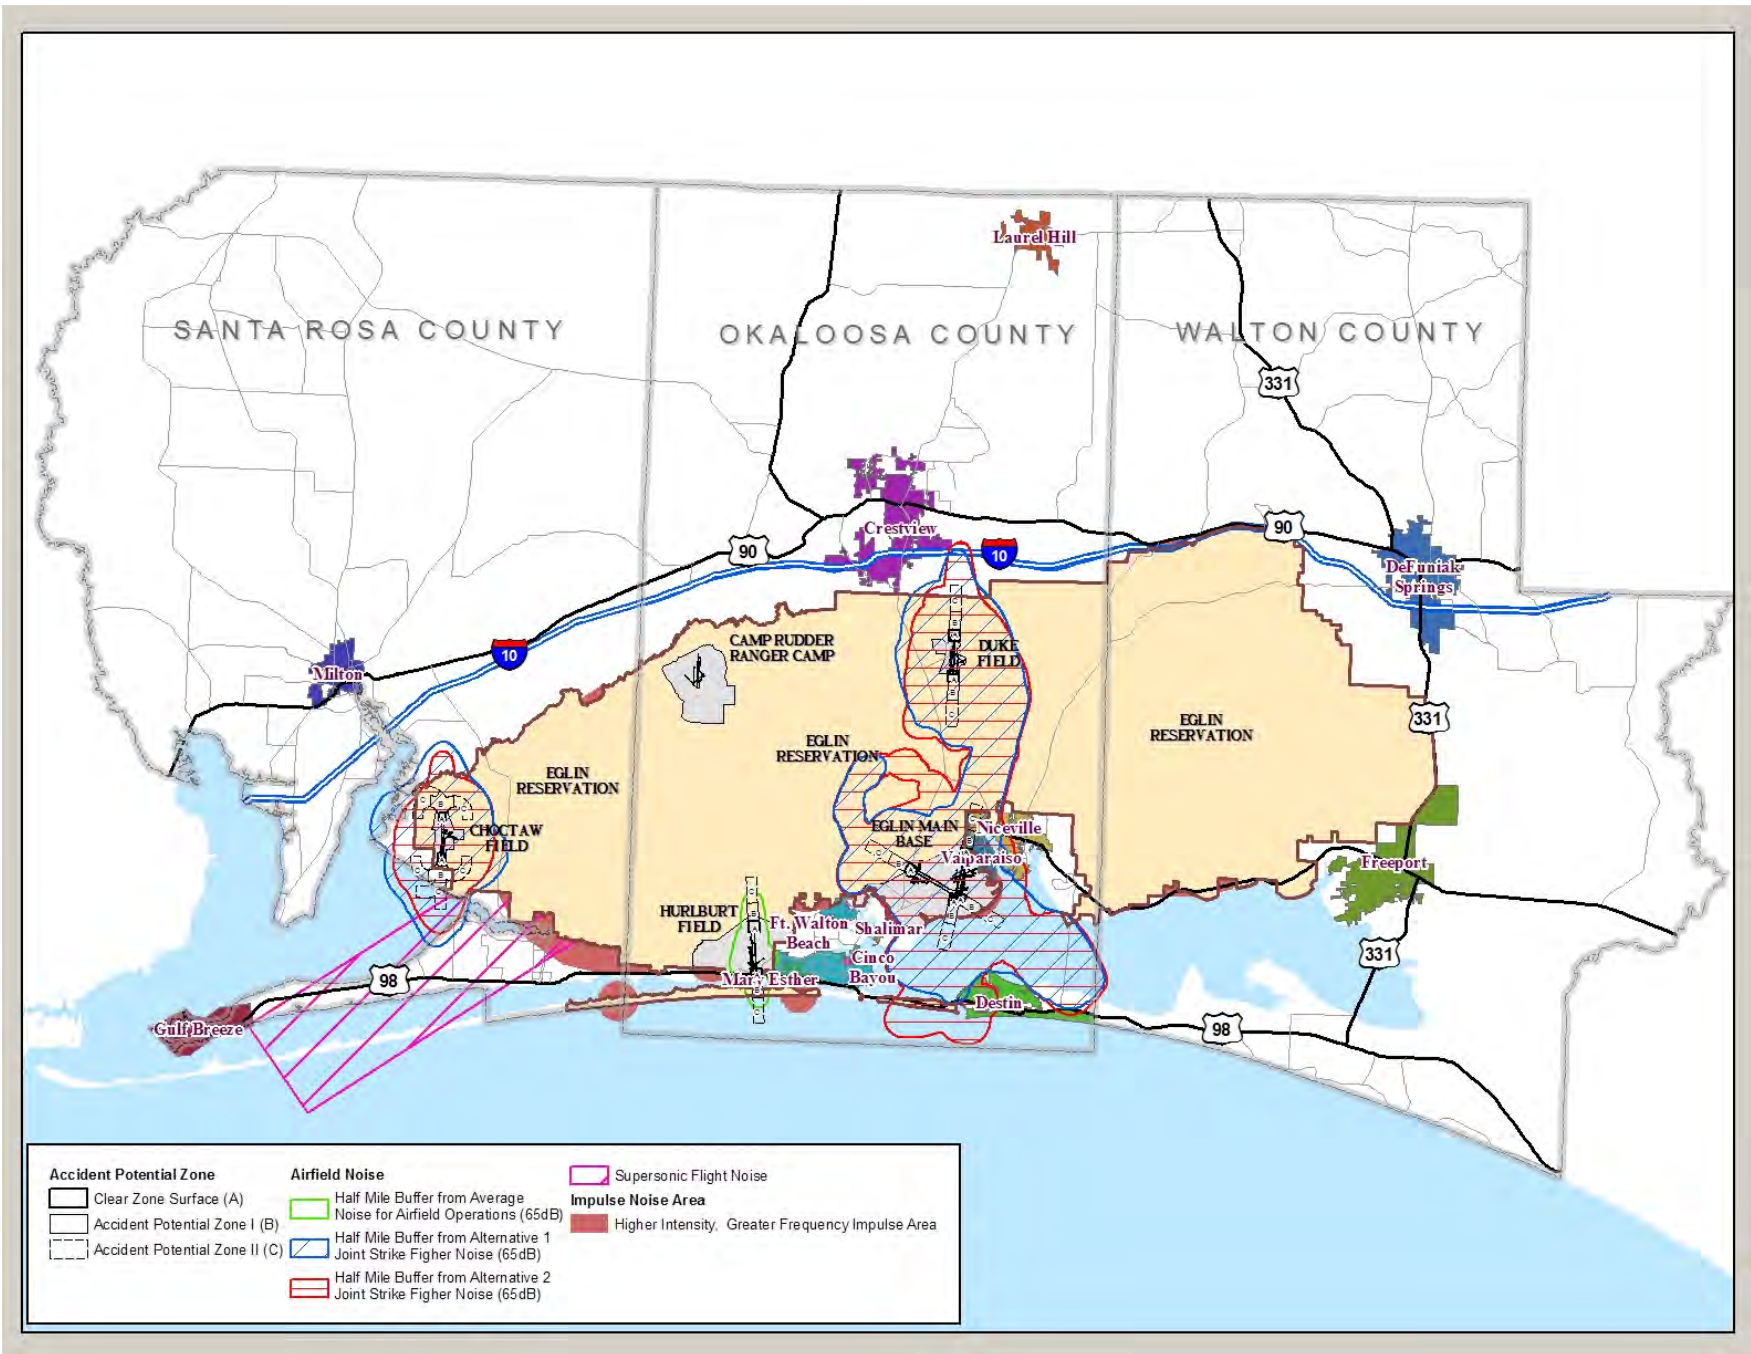 Laurel Hill
SANTA ROSA COUNTY
OKALOOSA COUNTY
WALTON COUNTY
331
Crestview
90
10
90
DeFuniak
Springs
CAMP RUDDER
RANGER CAMP
DUKE
FIELD
10
Milton
EGLIN
RESERVATION
331
EGLIN
RESERVATION
EGLIN
RESERVATION
CHOCTAW
FIELD
EGLIN MAIN
BASE
Niceville
Valparaiso
Freeport
HURLBURT
FIELD
Ft. Walton
Beach
Shalimar
Cinco
Bayou
Mary Esther
331
98
Gulf Breeze
Destin
98
Accident Potential Zone
Clear Zone Surface (A)
Accident Potential Zone I (B)
Accident Potential Zone II (C)
Airfield Noise
Half Mile Buffer from Average
Noise for Airfield Operations (65dB)
Half Mile Buffer from Alternative 1
Joint Strike Figher Noise (65dB)
Half Mile Buffer from Alternative 2
Joint Strike Figher Noise (65dB)
Supersonic Flight Noise
Impulse Noise Area
Higher Intensity, Greater Frequency Impulse Area